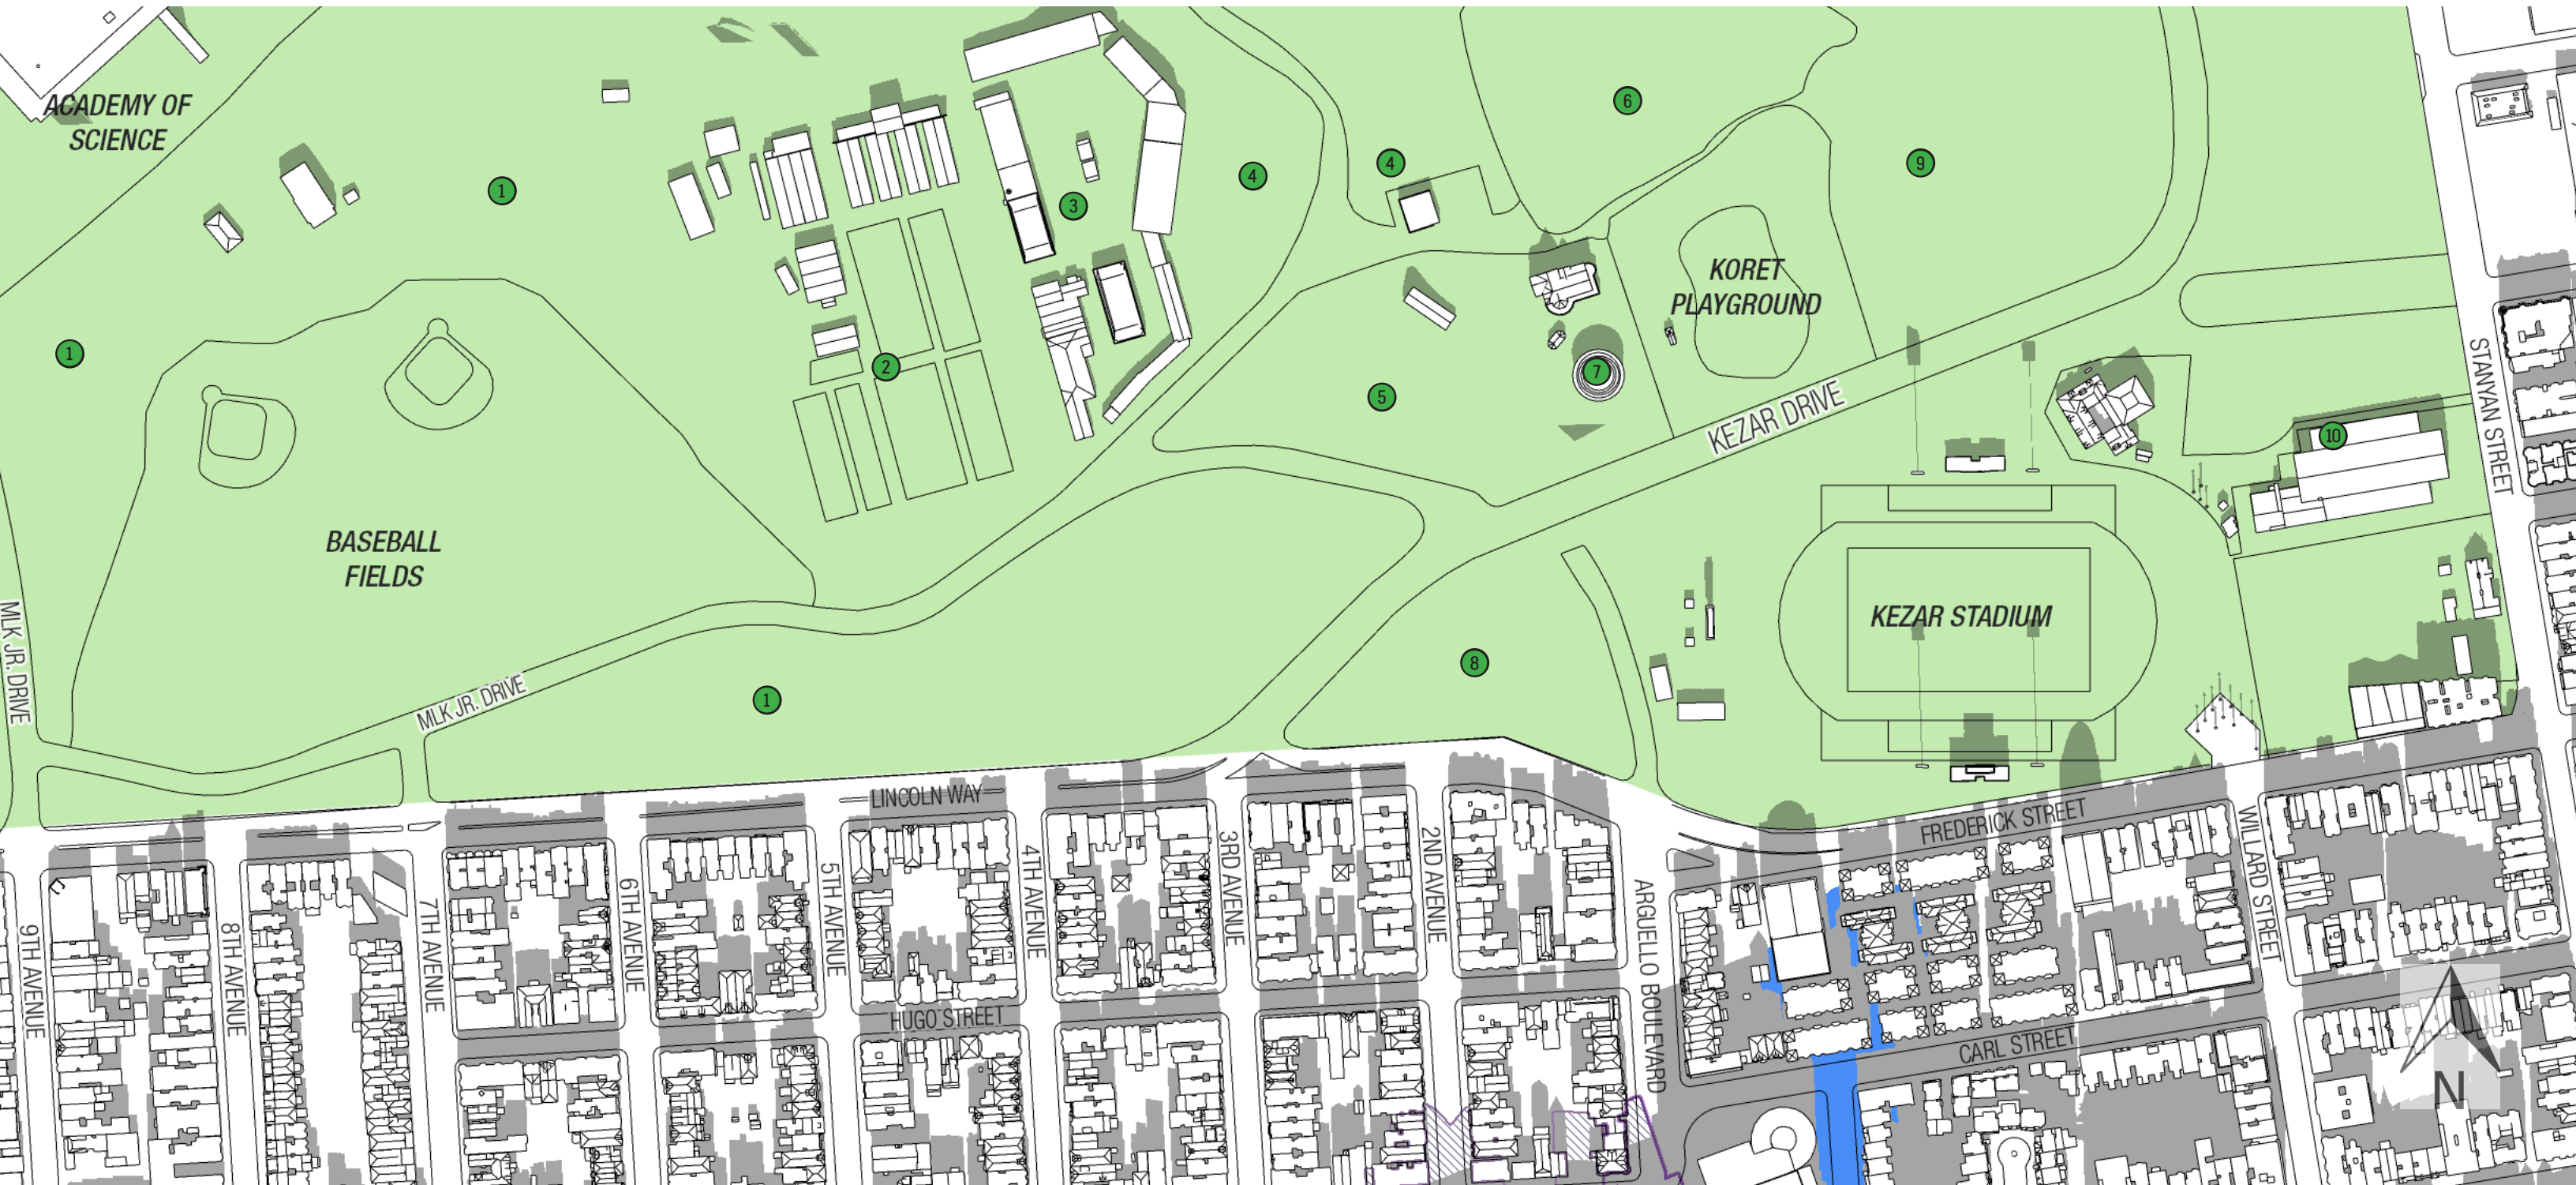 ACADEMY OF
SCIENCE
1
1
2
3
4
4
5
6
7
8
9
10
1
KORET
PLAYGROUND
KEZAR DRIVE
STANYAN STREET
BASEBALL
FIELDS
KEZAR STADIUM
MLK JR. DRIVE
MLK JR. DRIVE
LINCOLN WAY
FREDERICK STREET
9TH AVENUE
8TH AVENUE
7TH AVENUE
6TH AVENUE
5TH AVENUE
4TH AVENUE
3RD AVENUE
2ND AVENUE
ARGUELLO BOULEVARD
WILLARD STREET
HUGO STREET
CARL STREET
N